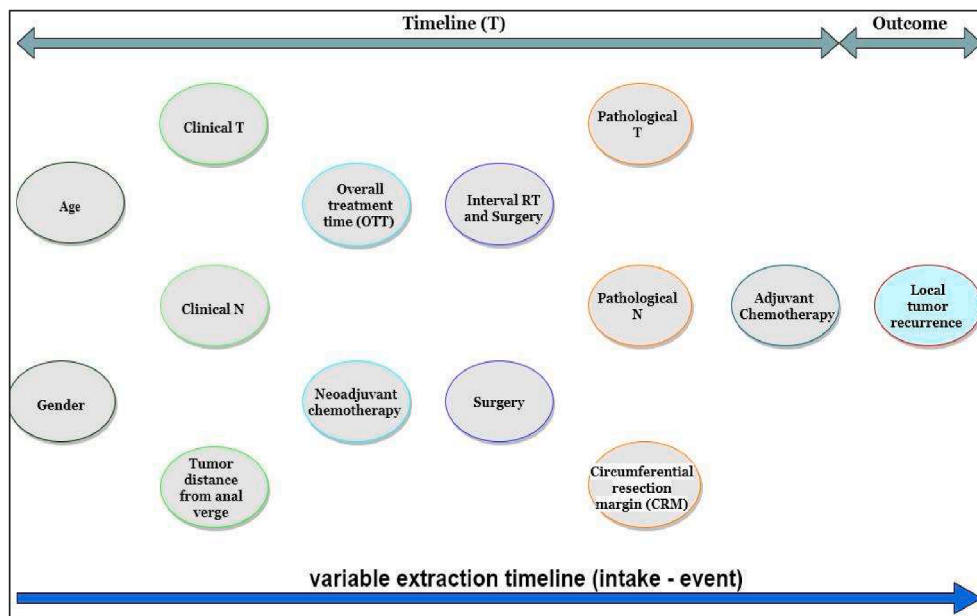 Timeline (T)
Outcome
Clinical T
Pathological
T
Age
Overall
treatment
time (OTT)
Interval RT
and Surgery
Clinical N
Pathological
N
Adjuvant
Chemotherapy
Local
tumor
recurrence
Gender
Neoadjuvant
chemotherapy
Surgery
Tumor
distance
from anal
verge
Circumferential
resection
margin (CRM)
variable extraction timeline (intake - event)